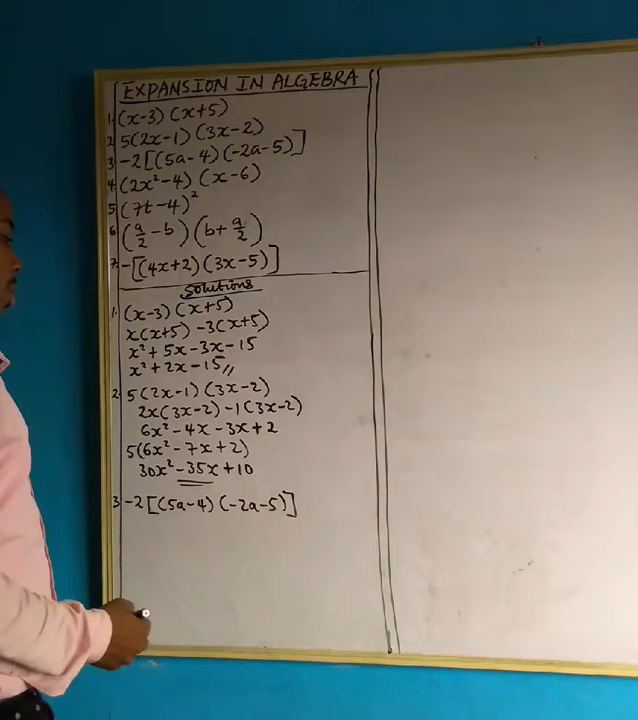 EXPANSION IN ALGEBRA
1. (x-3) (x+5)
2 5(2x-1) (3x-2)
3 -2[(5a-4) (-2a-5)]
4 (2x²-4) (x-6)
5 (7t-4)²
6 (a/2 - b) (b + a/2)
7. -[(4x+2) (3x-5)]
Solutions
1. (x-3) (x+5)
x(x+5) -3(x+5)
x² + 5x - 3x - 15
x² + 2x - 15,,
2. 5(2x-1) (3x-2)
2x(3x-2) -1(3x-2)
6x² - 4x - 3x + 2
5(6x² - 7x + 2)
30x² - 35x + 10
3 -2[(5a-4) (-2a-5)]